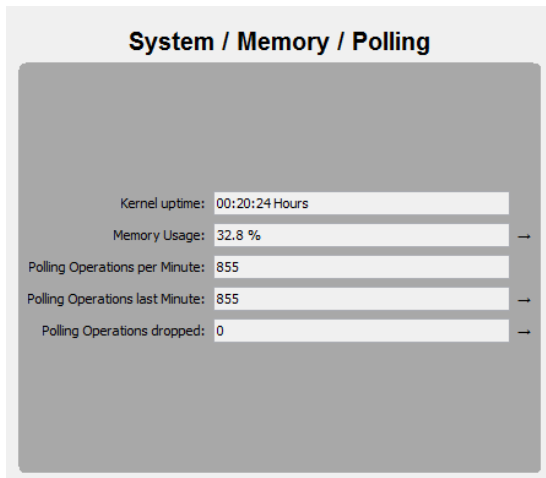 System / Memory / Polling
Kernel uptime: 00:20:24 Hours
Memory Usage: 32.8 % →
Polling Operations per Minute: 855
Polling Operations last Minute: 855 →
Polling Operations dropped: 0 →